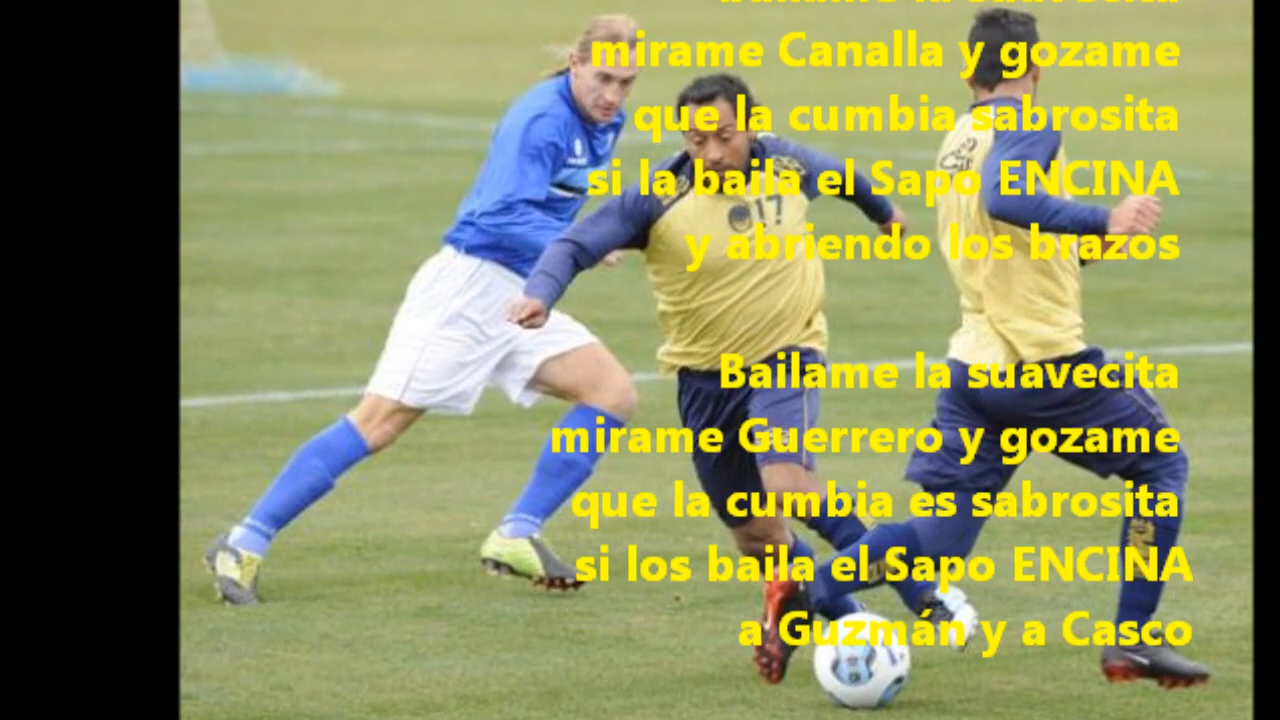 mirame Canalla y gozame
que la cumbia sabrosita
si la baila el Sapo ENCINA
y abriendo los brazos
Bailame la suavecita
mirame Guerrero y gozame
que la cumbia es sabrosita
si los baila el Sapo ENCINA
a Guzmán y a Casco
17